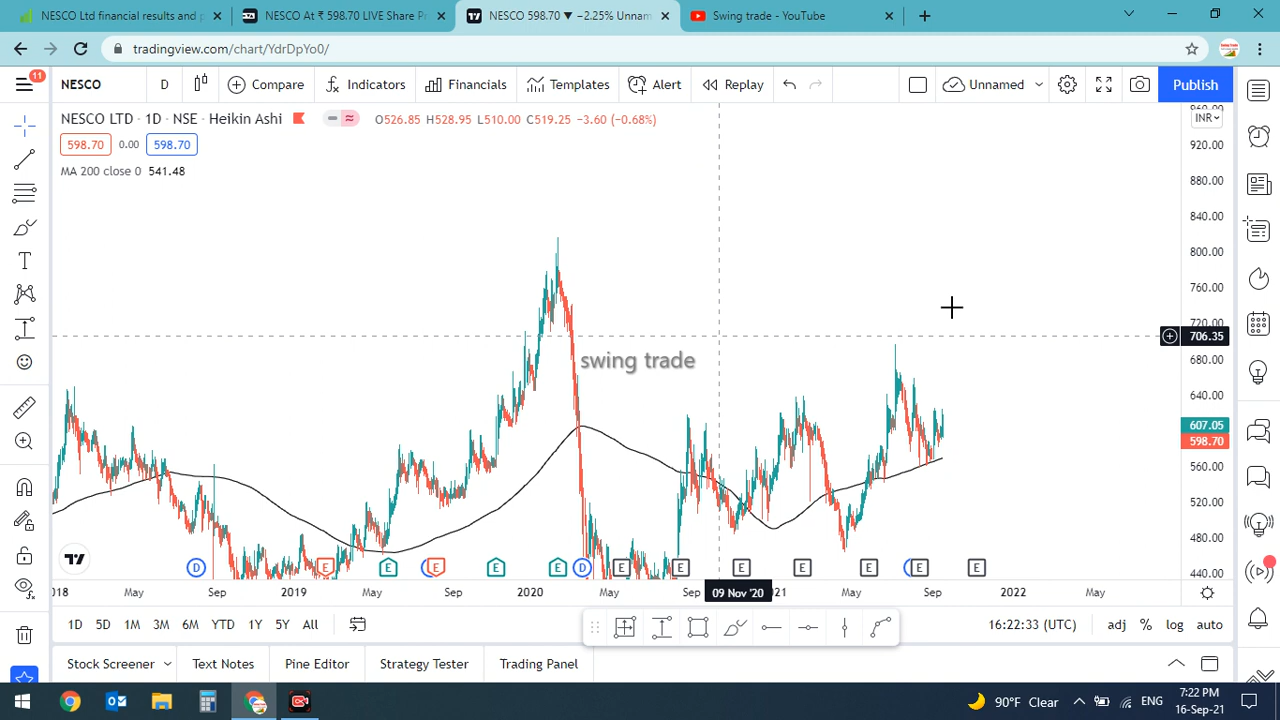 NESCO Ltd financial results and p
NESCO At ₹ 598.70 LIVE Share P
NESCO 598.70 ▼ −2.25% Unnam
Swing trade - YouTube
tradingview.com/chart/YdrDpYo0/
11
NESCO
D
Compare
Indicators
Financials
Templates
Alert
Replay
Unnamed
Publish
NESCO LTD · 1D · NSE · Heikin Ashi
O526.85 H528.95 L510.00 C519.25 −3.60 (−0.68%)
INR
598.70 0.00 598.70
MA 200 close 0 541.48
920.00
880.00
840.00
800.00
760.00
720.00
706.35
680.00
640.00
607.05
598.70
560.00
520.00
480.00
440.00
swing trade
D E E E E E E D E E E E E E E
2018 May Sep 2019 May Sep 2020 May Sep 09 Nov '20 2021 May Sep 2022 May
1D 5D 1M 3M 6M YTD 1Y 5Y All
16:22:33 (UTC) adj % log auto
Stock Screener
Text Notes
Pine Editor
Strategy Tester
Trading Panel
90°F Clear
ENG
7:22 PM
16-Sep-21